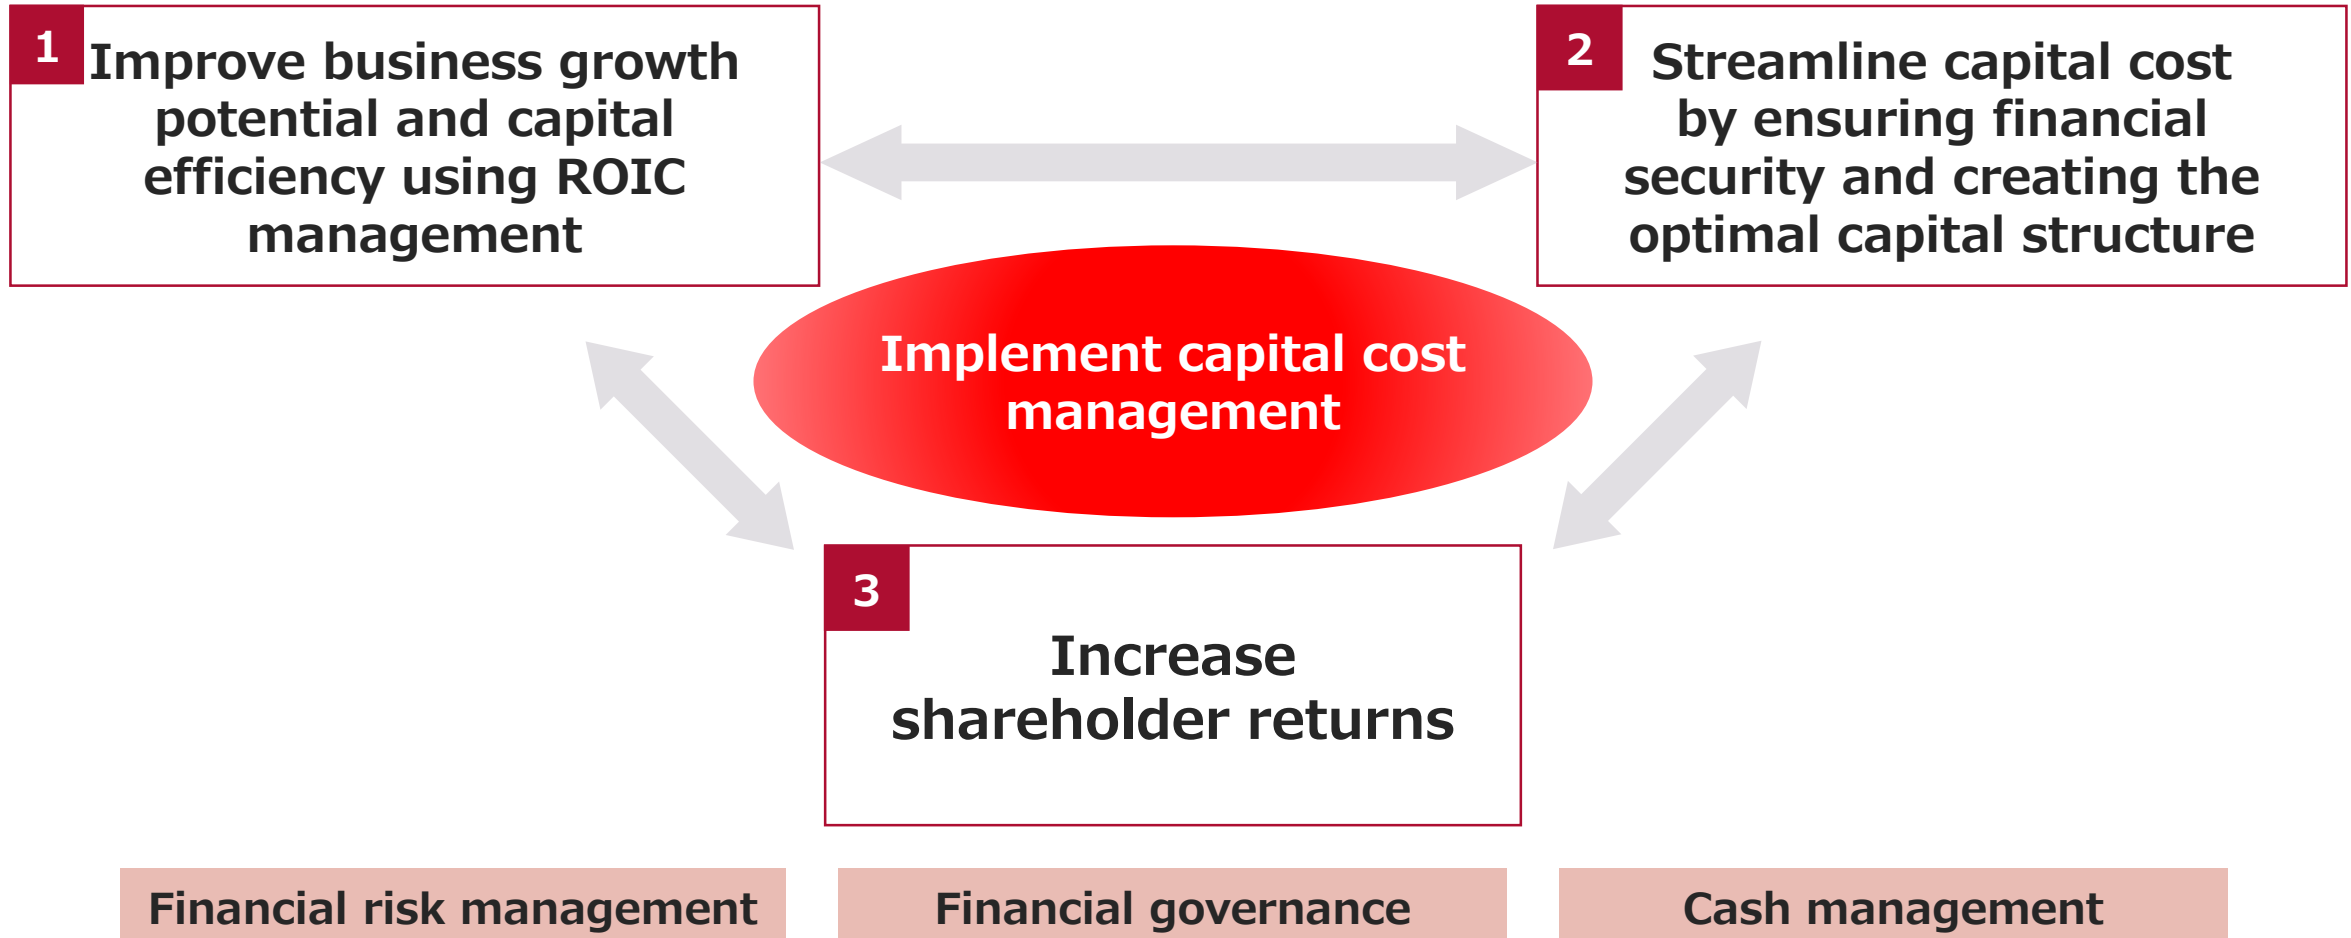 1
Improve business growth
potential and capital
efficiency using ROIC
management
2
Streamline capital cost
by ensuring financial
security and creating the
optimal capital structure
Implement capital cost
management
3
Increase
shareholder returns
Financial risk management
Financial governance
Cash management